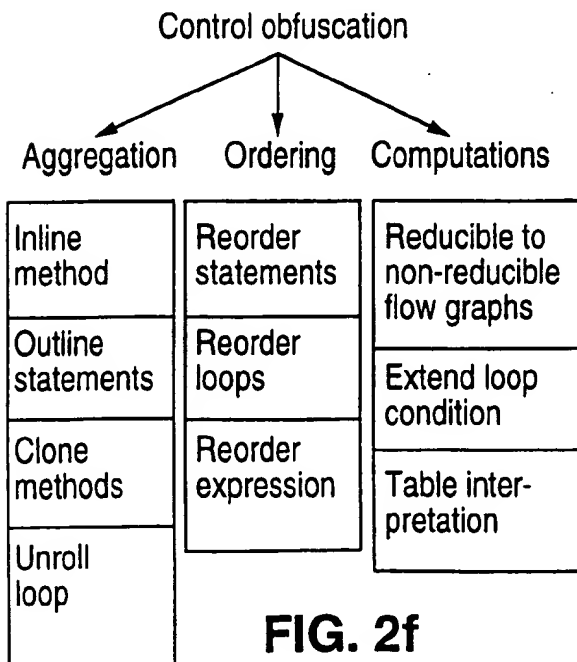 Control obfuscation
Aggregation
Ordering
Computations
Inline
method
Outline
statements
Clone
methods
Unroll
loop
Reorder
statements
Reorder
loops
Reorder
expression
Reducible to
non-reducible
flow graphs
Extend loop
condition
Table inter-
pretation
FIG. 2f